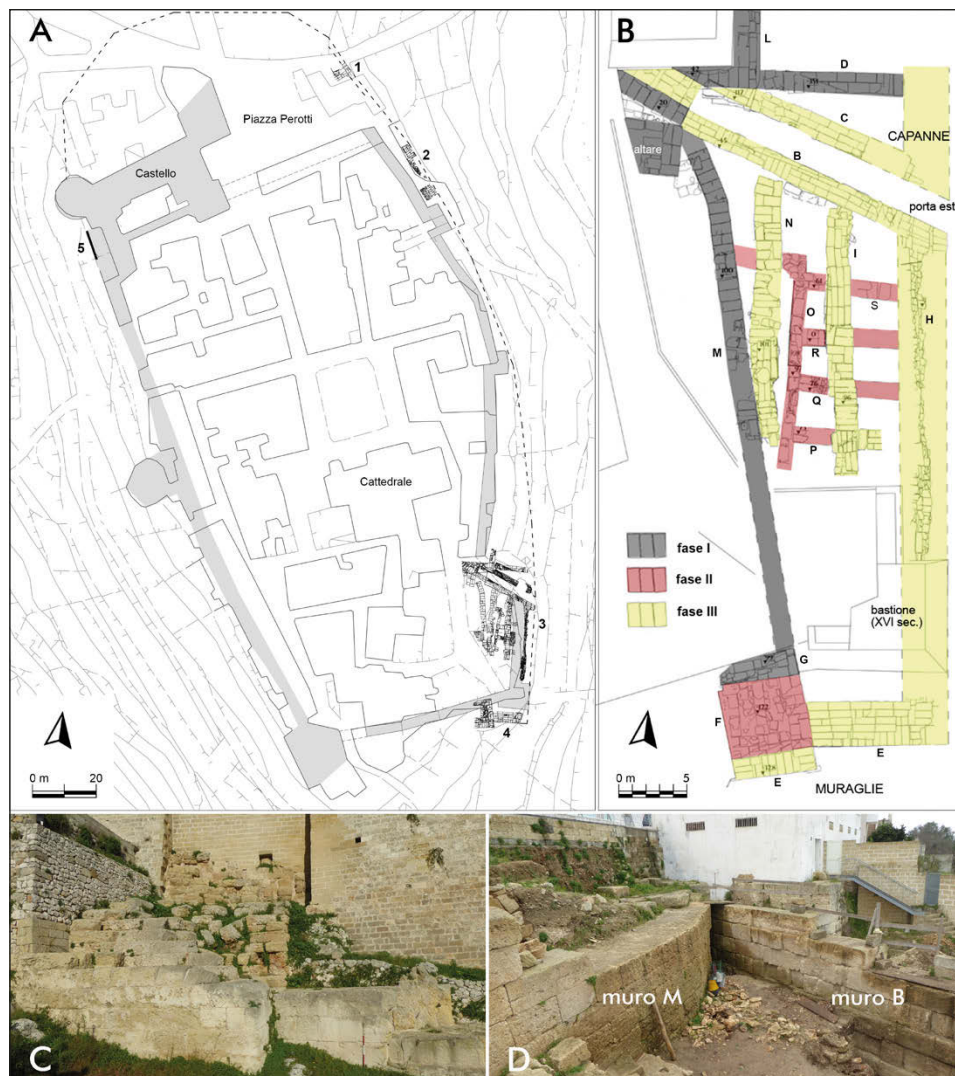 A
1
Piazza Perotti
2
Castello
5
Cattedrale
3
4
0 m 20
B
L
D
C
CAPANNE
altare
B
porta est
N
I
S
O
H
M
R
Q
P
fase I
fase II
fase III
bastione
(XVI sec.)
G
F
E
E
0 m 5
MURAGLIE
C
muro M
muro B
D